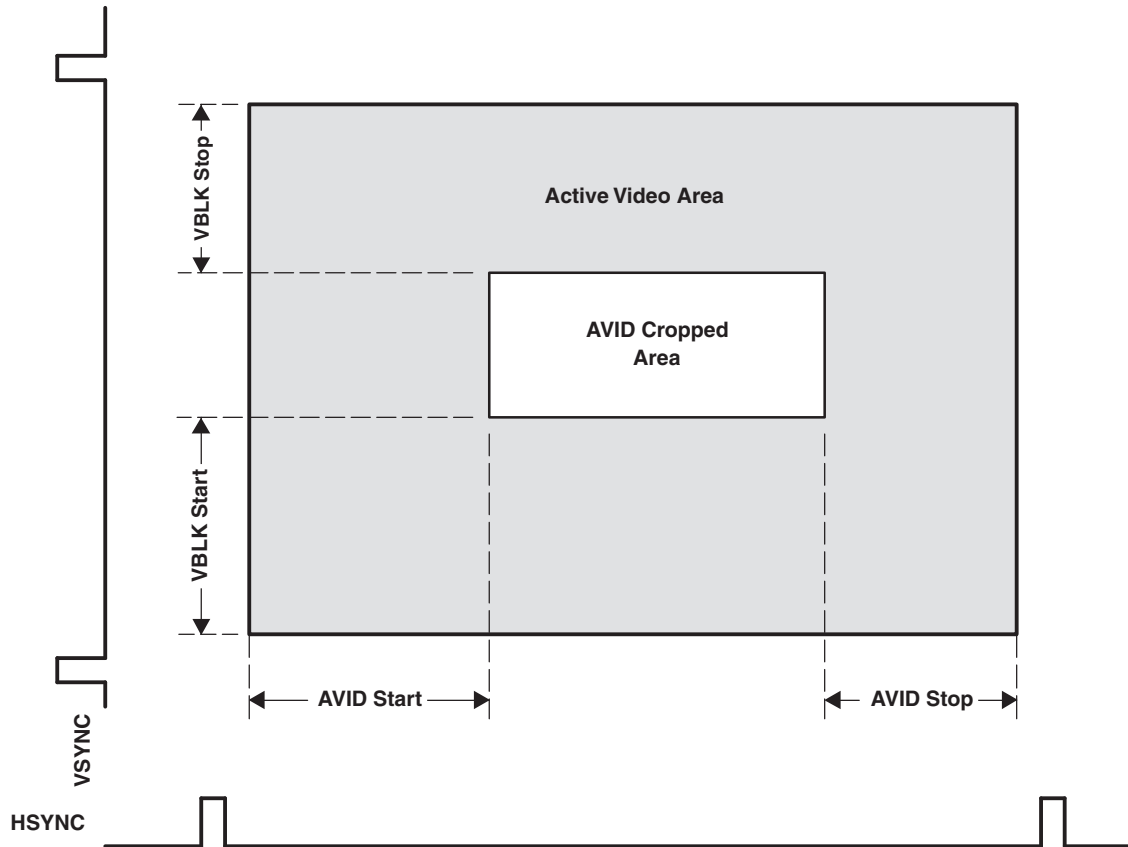 VBLK Stop
Active Video Area
AVID Cropped
Area
VBLK Start
AVID Start
AVID Stop
VSYNC
HSYNC